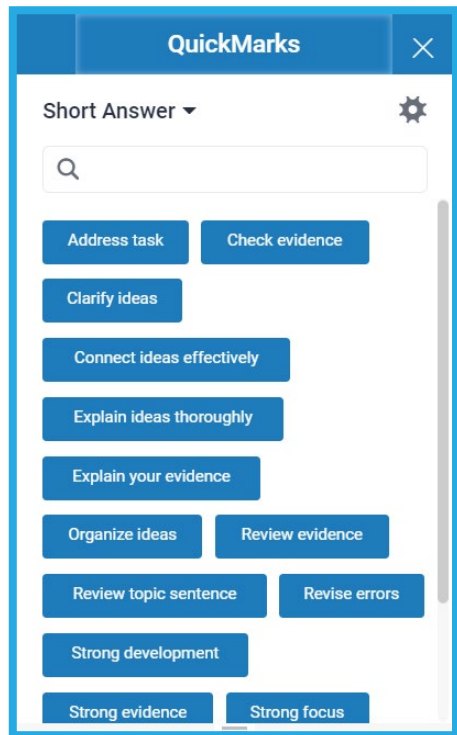 QuickMarks
Short Answer
Address task Check evidence
Clarify ideas
Connect ideas effectively
Explain ideas thoroughly
Explain your evidence
Organize ideas Review evidence
Review topic sentence Revise errors
Strong development
Strong evidence Strong focus